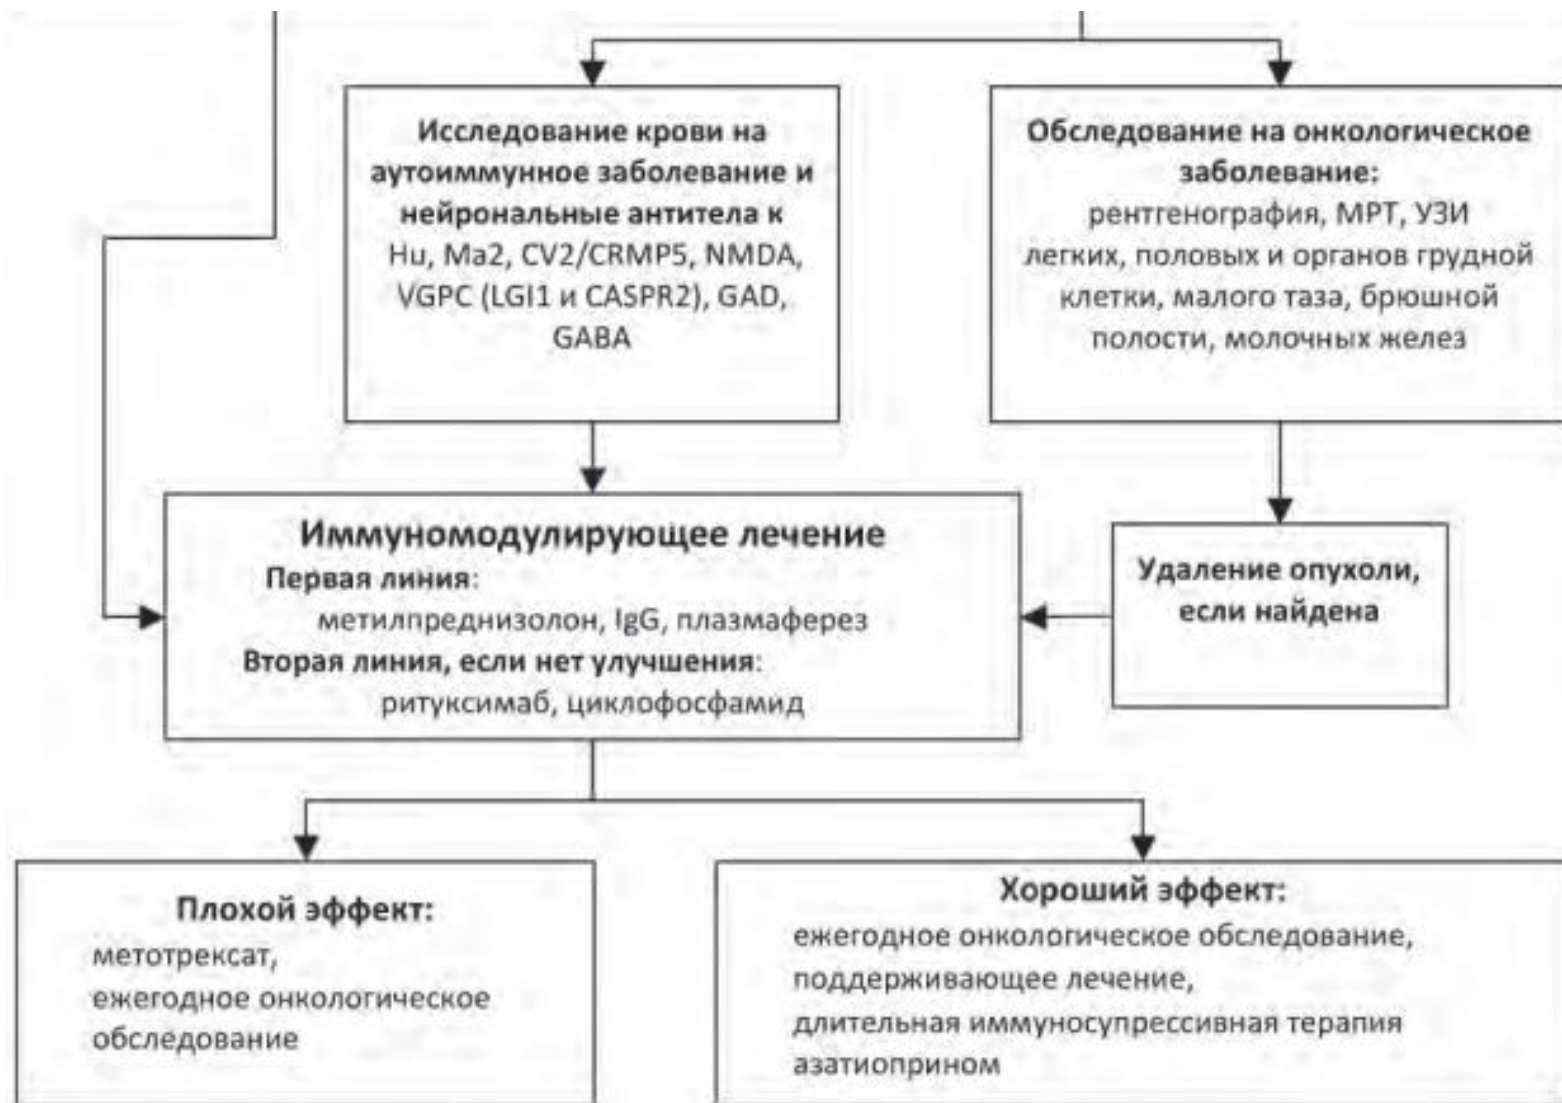 Исследование крови на
аутоиммунное заболевание и
нейрональные антитела к
Hu, Ma2, CV2/CRMP5, NMDA,
VGPC (LGI1 и CASPR2), GAD,
GABA
Обследование на онкологическое
заболевание:
рентгенография, МРТ, УЗИ
легких, половых и органов грудной
клетки, малого таза, брюшной
полости, молочных желез
Иммуномодулирующее лечение
Первая линия:
метилпреднизолон, IgG, плазмаферез
Вторая линия, если нет улучшения:
ритуксимаб, циклофосфамид
Удаление опухоли,
если найдена
Плохой эффект:
метотрексат,
ежегодное онкологическое
обследование
Хороший эффект:
ежегодное онкологическое обследование,
поддерживающее лечение,
длительная иммуносупрессивная терапия
азатиоприном